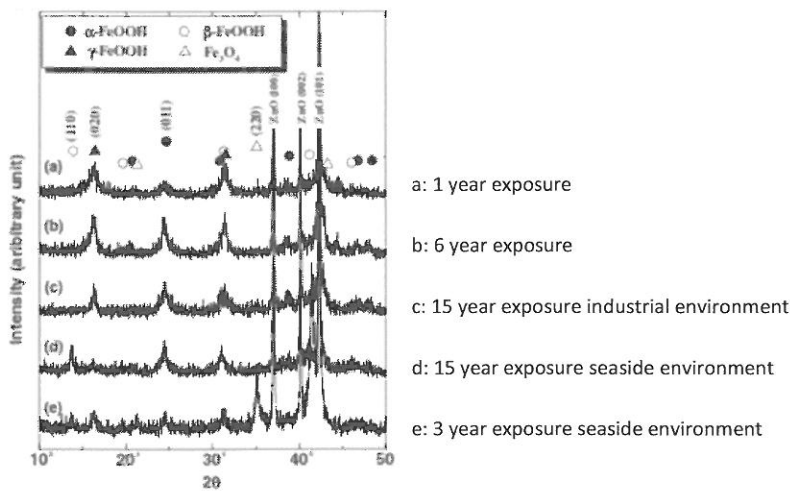 α-FeOOH
β-FeOOH
γ-FeOOH
Fe3O4
(110)
(020)
(011)
(220)
ZnO (100)
ZnO (002)
ZnO (101)
(a)
(b)
(c)
(d)
(e)
Intensity (aribitrary unit)
10°
20°
30°
40°
50
2θ
a: 1 year exposure
b: 6 year exposure
c: 15 year exposure industrial environment
d: 15 year exposure seaside environment
e: 3 year exposure seaside environment